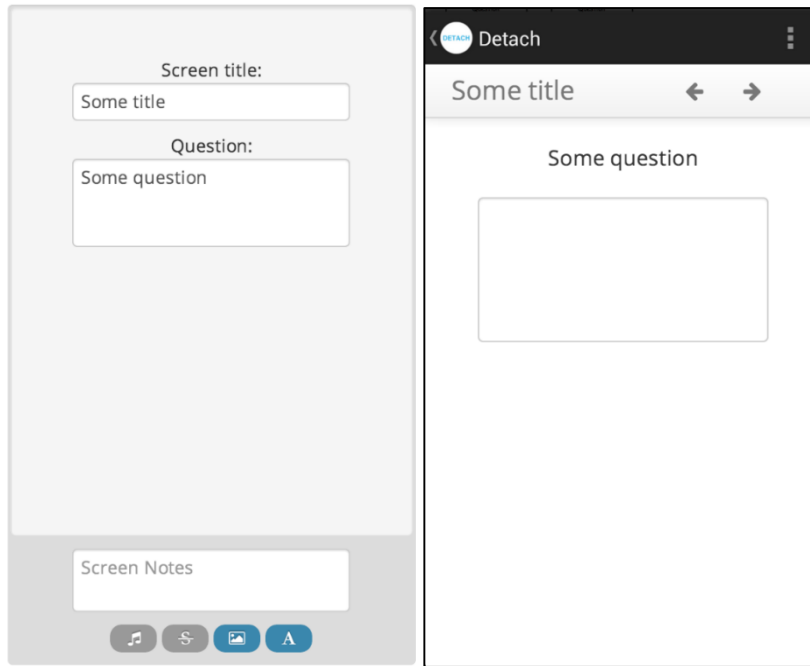 Screen title:
Some title
Question:
Some question
Screen Notes
S
A
DETACH
Detach
Some title
Some question